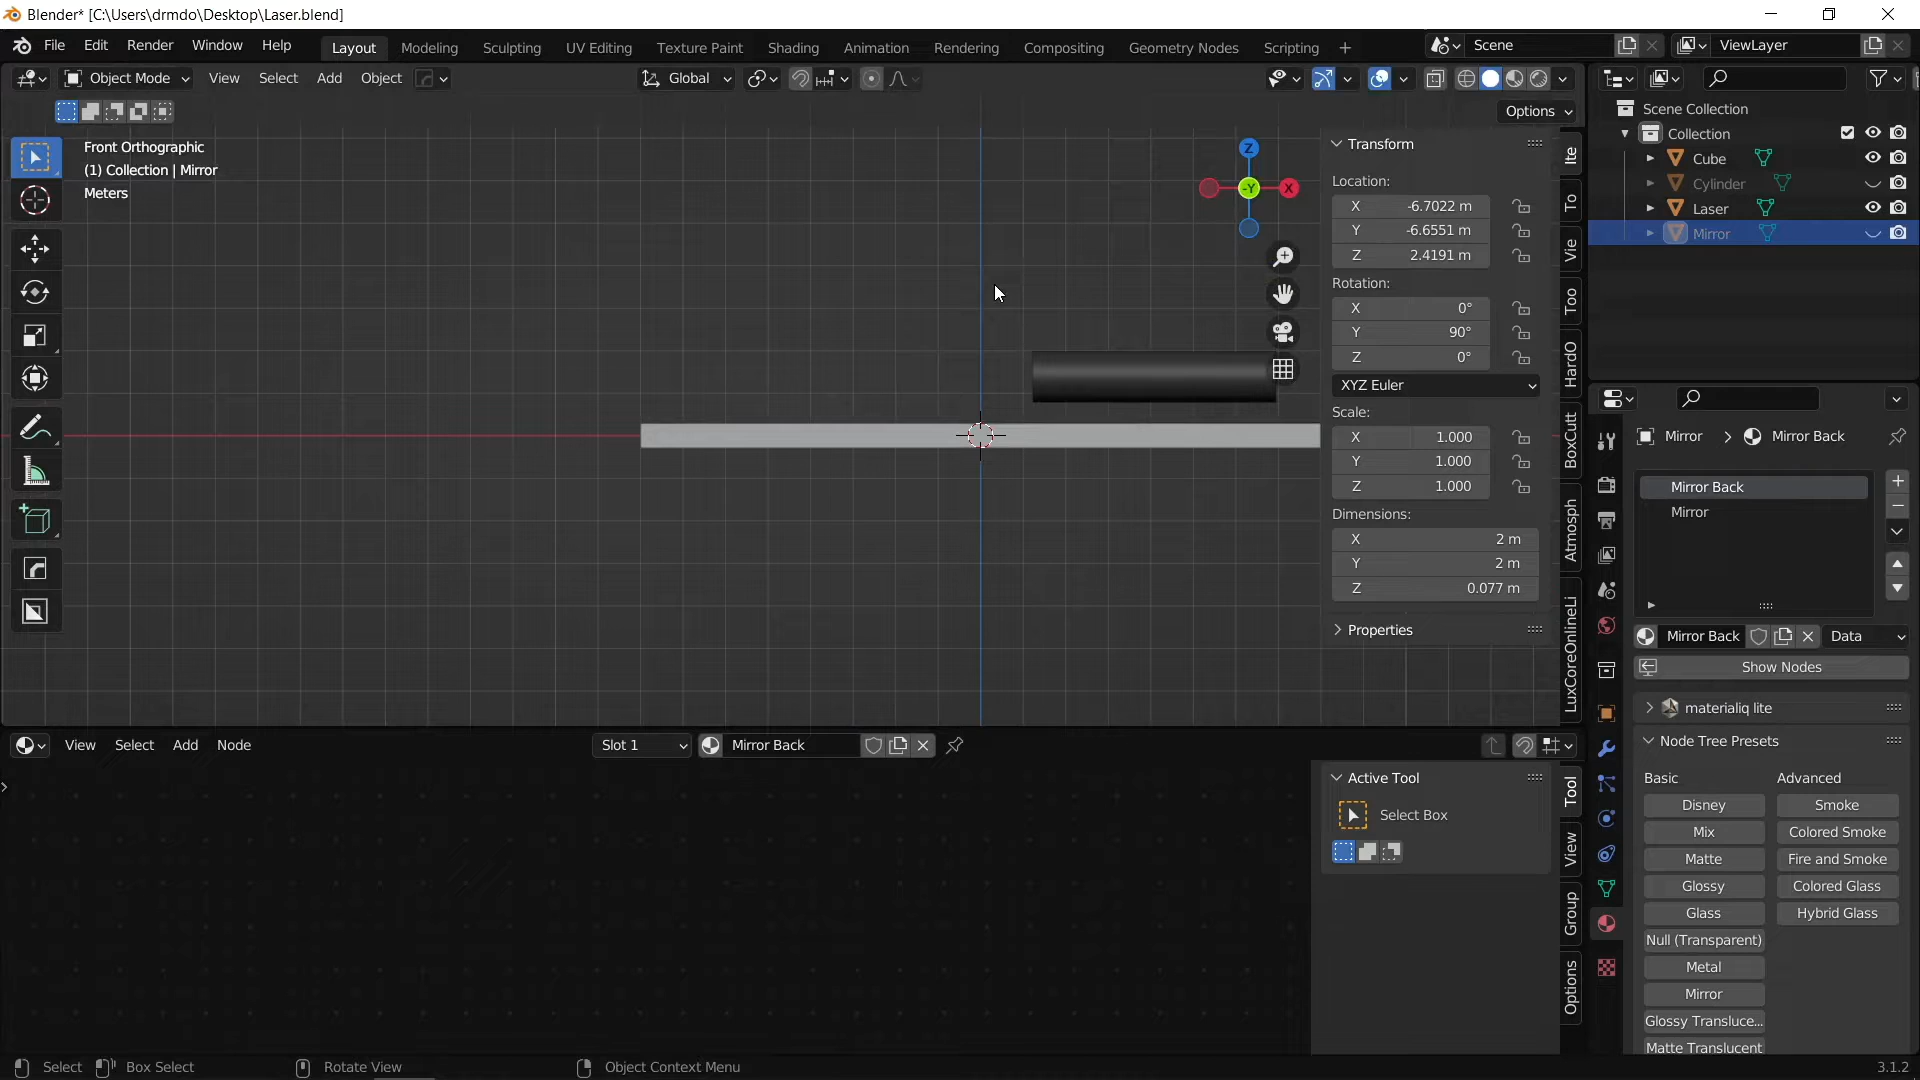 Blender* [C:\Users\drmdo\Desktop\Laser.blend]
File Edit Render Window Help Layout Modeling Sculpting UV Editing Texture Paint Shading Animation Rendering Compositing Geometry Nodes Scripting + Scene ViewLayer
Object Mode View Select Add Object Global
Options
Front Orthographic
(1) Collection | Mirror
Meters
Z
-Y
X
Transform
Location:
X -6.7022 m
Y -6.6551 m
Z 2.4191 m
Rotation:
X 0°
Y 90°
Z 0°
XYZ Euler
Scale:
X 1.000
Y 1.000
Z 1.000
Dimensions:
X 2 m
Y 2 m
Z 0.077 m
Properties
Ite
To
Vie
Too
HardO
BoxCutt
Atmosph
LuxCoreOnlineLi
Scene Collection
Collection
Cube
Cylinder
Laser
Mirror
Mirror > Mirror Back
Mirror Back
Mirror
Mirror Back Data
Show Nodes
materialiq lite
Node Tree Presets
Basic Advanced
Disney Smoke
Mix Colored Smoke
Matte Fire and Smoke
Glossy Colored Glass
Glass Hybrid Glass
Null (Transparent)
Metal
Mirror
Glossy Transluce...
Matte Translucent
View Select Add Node Slot 1 Mirror Back
Active Tool
Select Box
Tool
View
Group
Options
Select Box Select Rotate View Object Context Menu 3.1.2